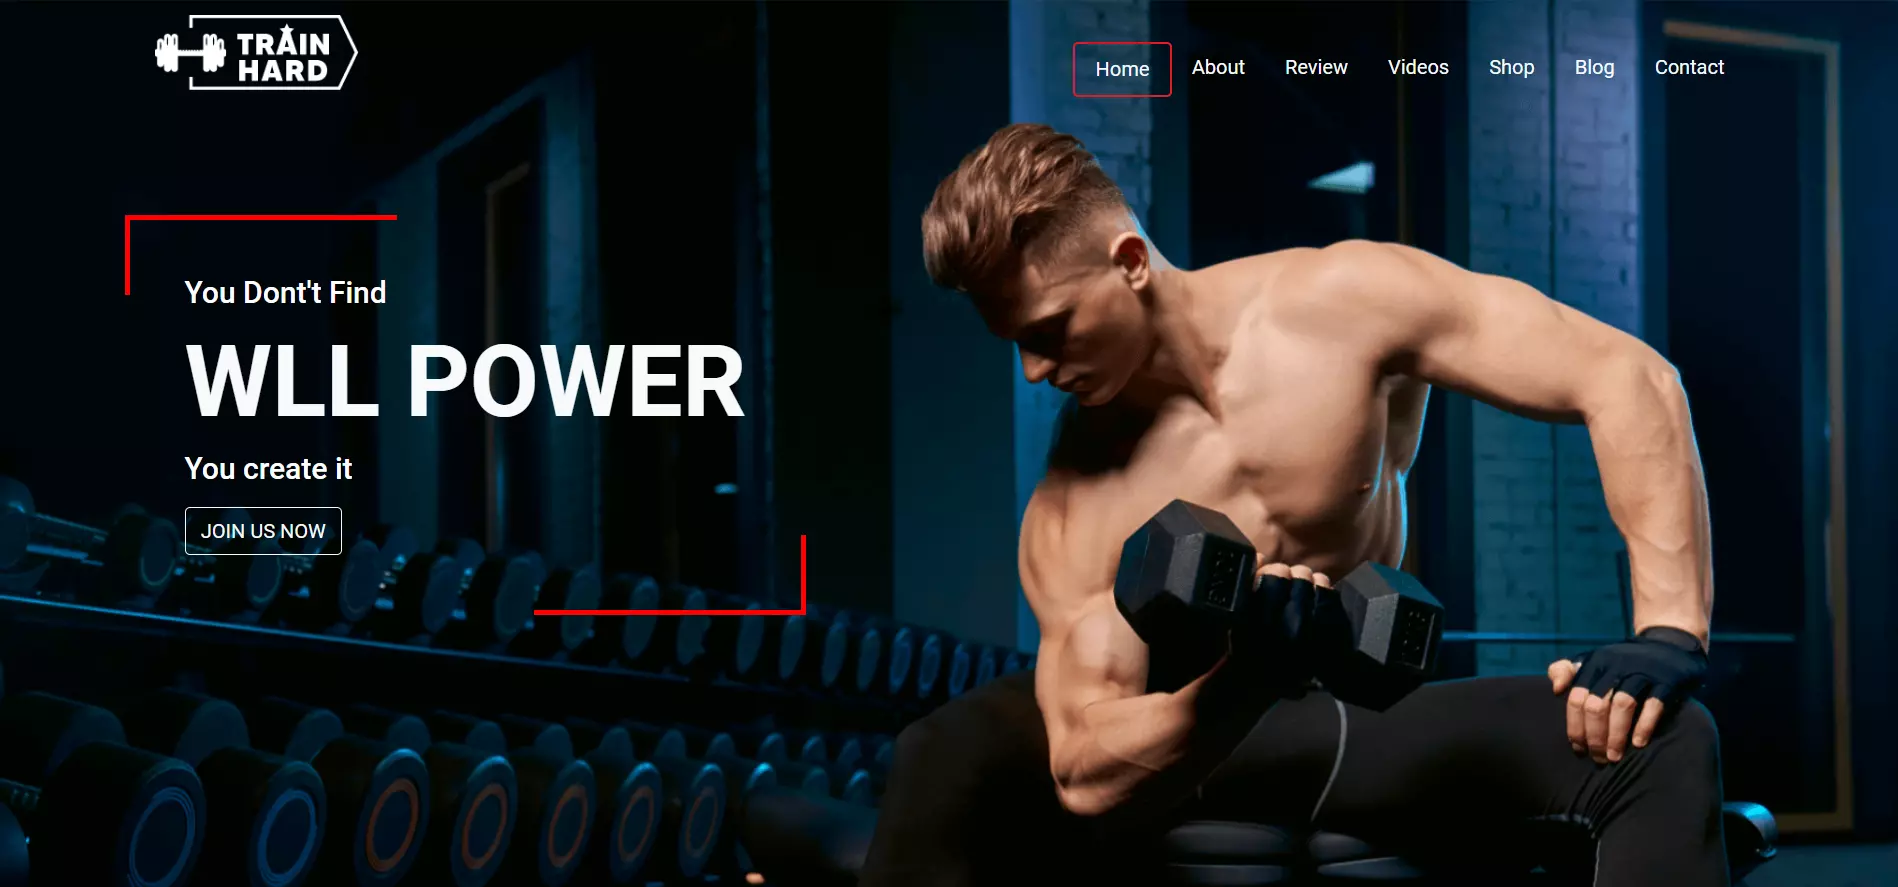 TRAIN
HARD
Home About Review Videos Shop Blog Contact
You Dont't Find
WLL POWER
You create it
JOIN US NOW